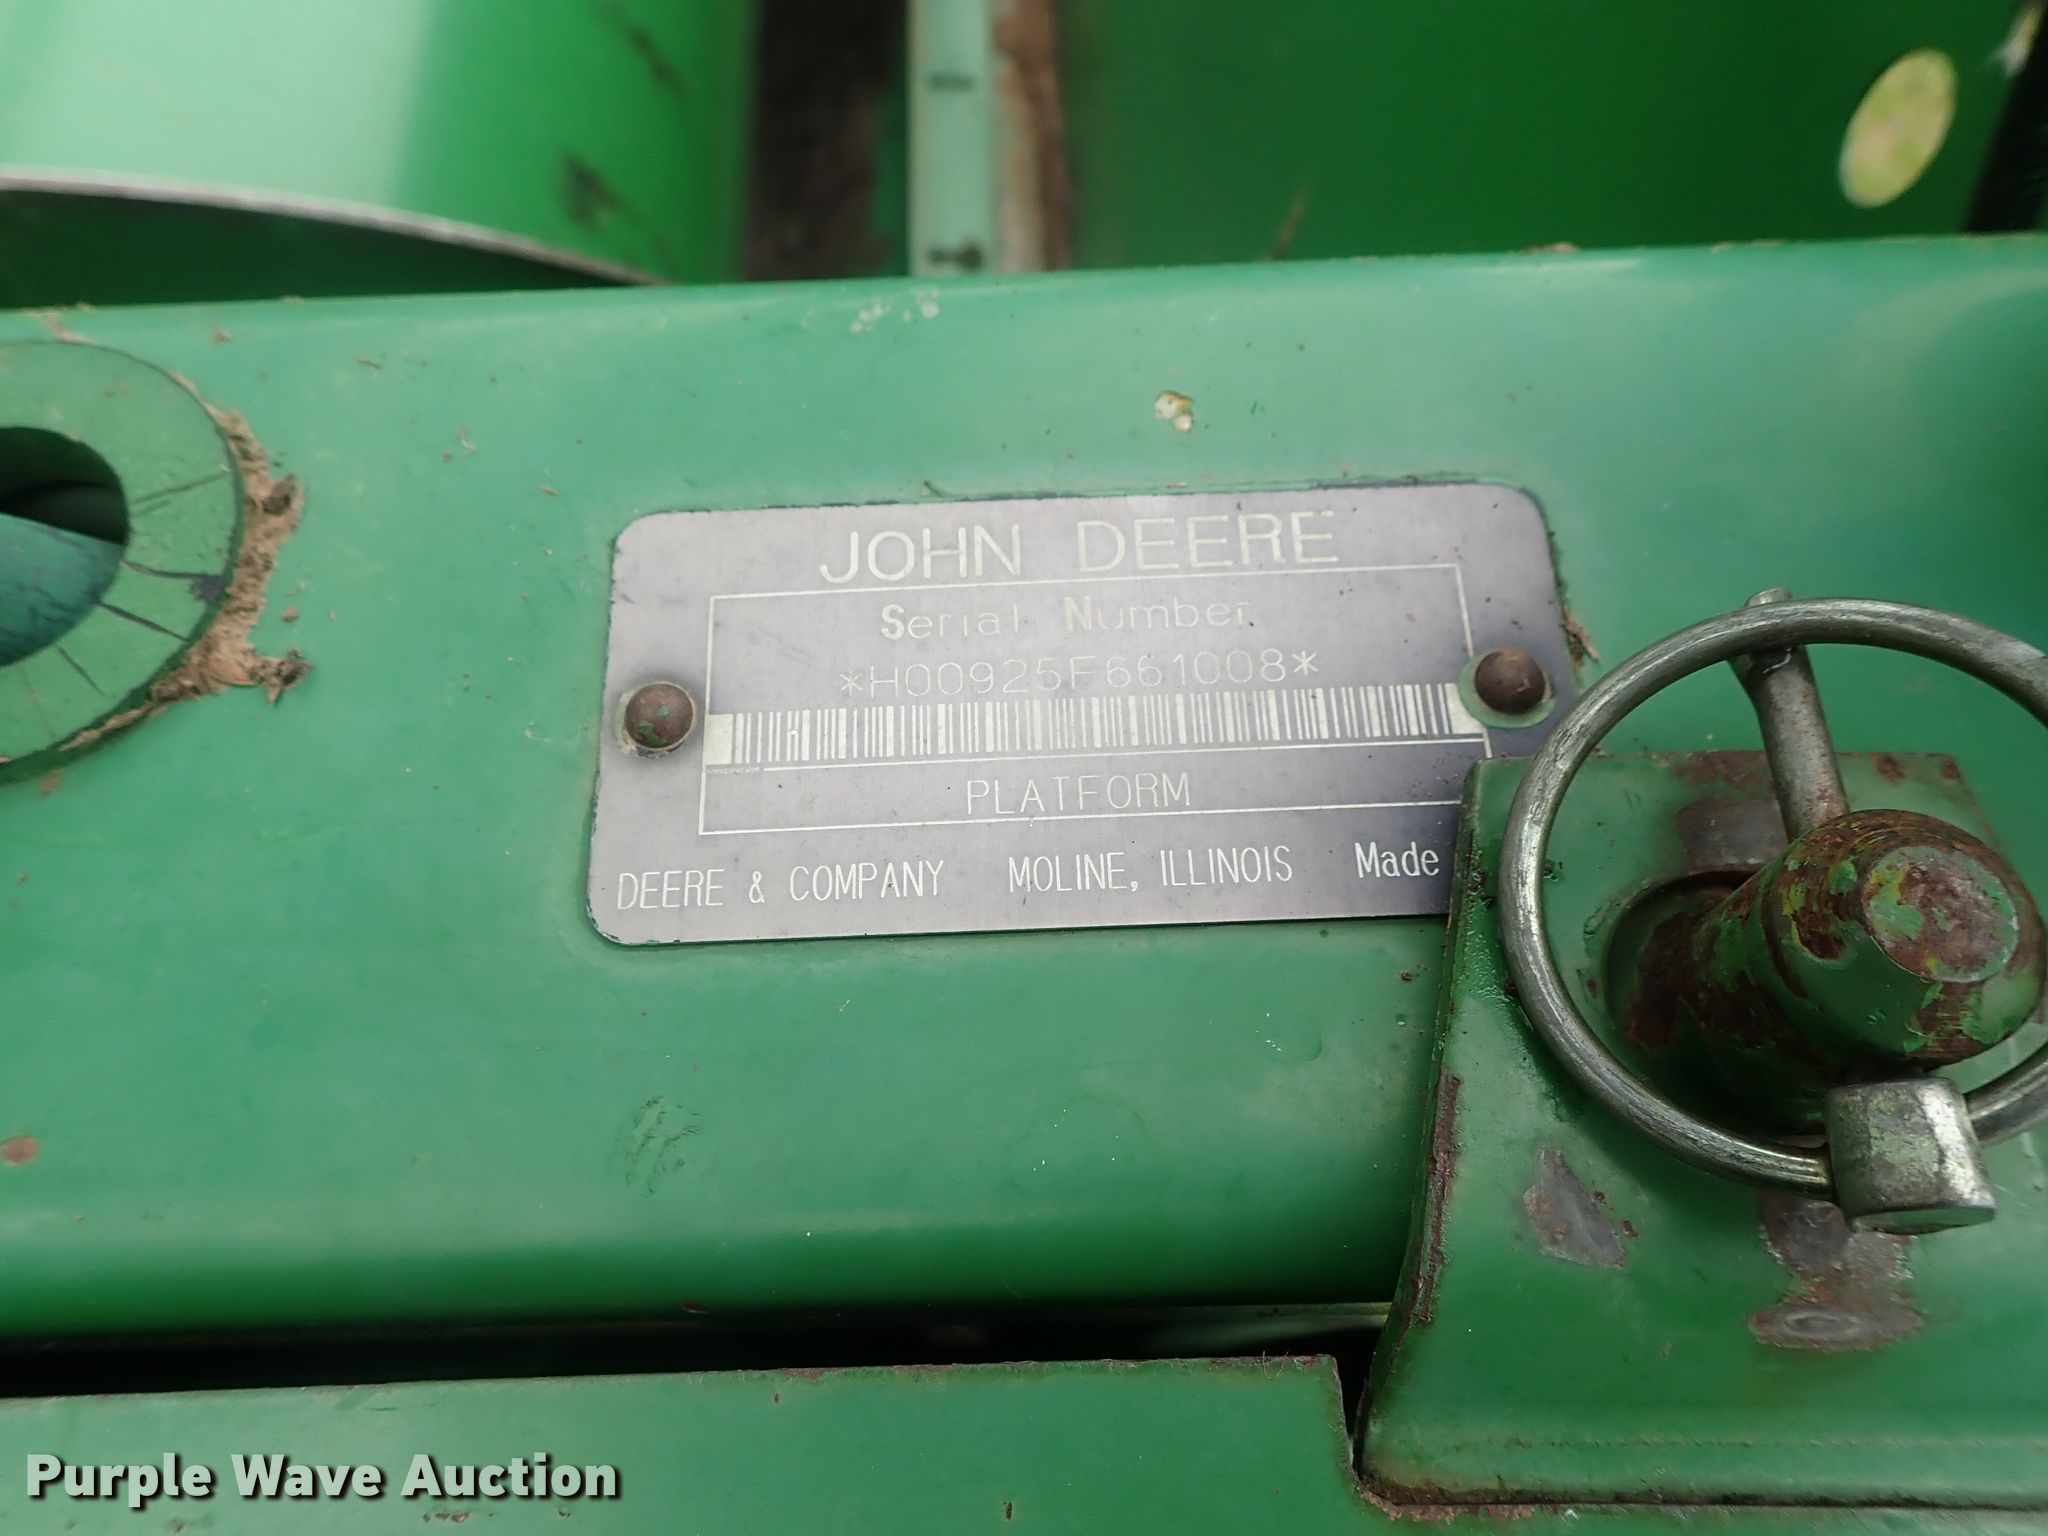 JOHN DEERE
Serial Number
*H00925F661008*
PLATFORM
DEERE & COMPANY MOLINE, ILLINOIS Made
Purple Wave Auction